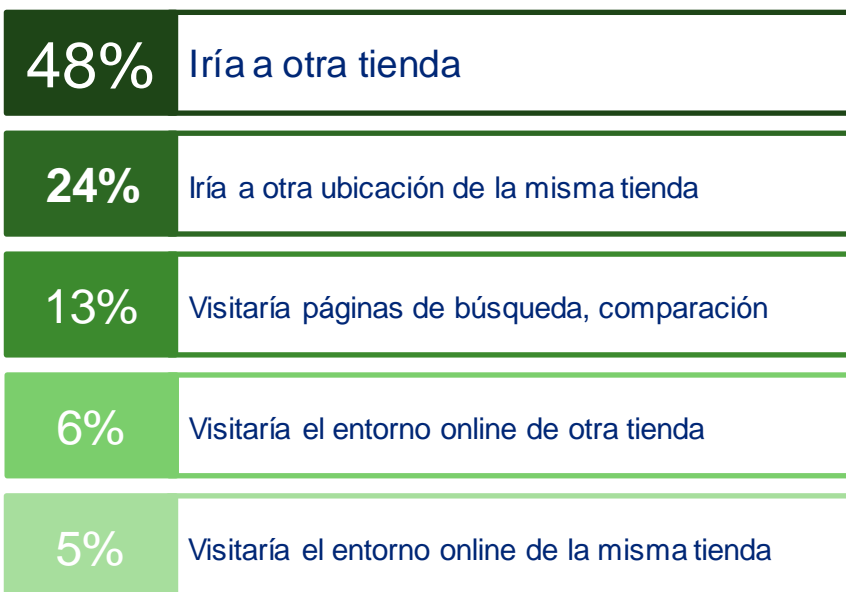 48% Iría a otra tienda
24% Iría a otra ubicación de la misma tienda
13% Visitaría páginas de búsqueda, comparación
6% Visitaría el entorno online de otra tienda
5% Visitaría el entorno online de la misma tienda